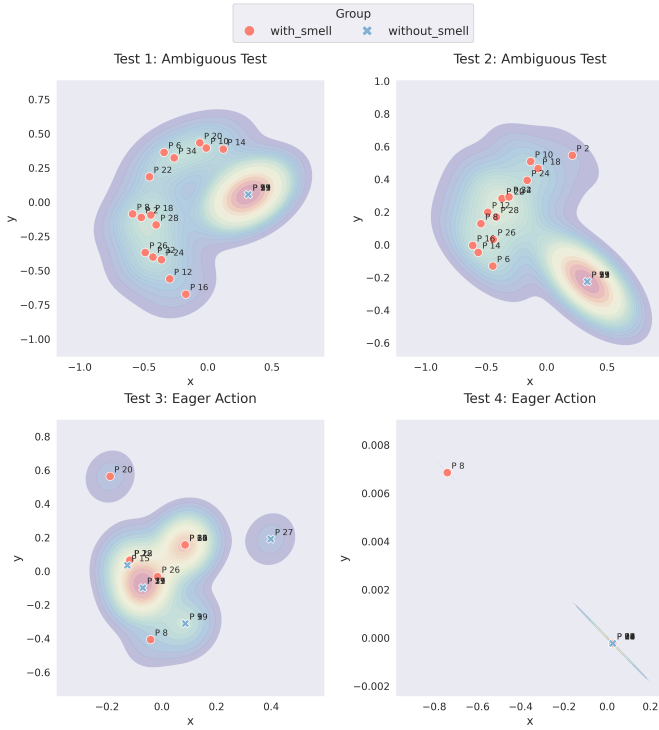 Group
with_smell without_smell
Test 1: Ambiguous Test
Test 2: Ambiguous Test
y
0.75
0.50
0.25
0.00
−0.25
−0.50
−0.75
−1.00
P 20
P 10
P 14
P 6
P 34
P 22
P 8
P 18
P 28
P 26
P 24
P 12
P 16
−1.0 −0.5 0.0 0.5
x
y
1.0
0.8
0.6
0.4
0.2
0.0
−0.2
−0.4
−0.6
P 2
P 10
P 18
P 24
P 12
P 28
P 8
P 26
P 16
P 14
P 6
−1.0 −0.5 0.0 0.5
x
Test 3: Eager Action
Test 4: Eager Action
y
0.8
0.6
0.4
0.2
0.0
−0.2
−0.4
−0.6
P 20
P 27
P 15
P 26
P 8
−0.2 0.0 0.2 0.4
x
y
0.008
0.006
0.004
0.002
0.000
−0.002
P 8
−0.8 −0.6 −0.4 −0.2 0.0 0.2
x